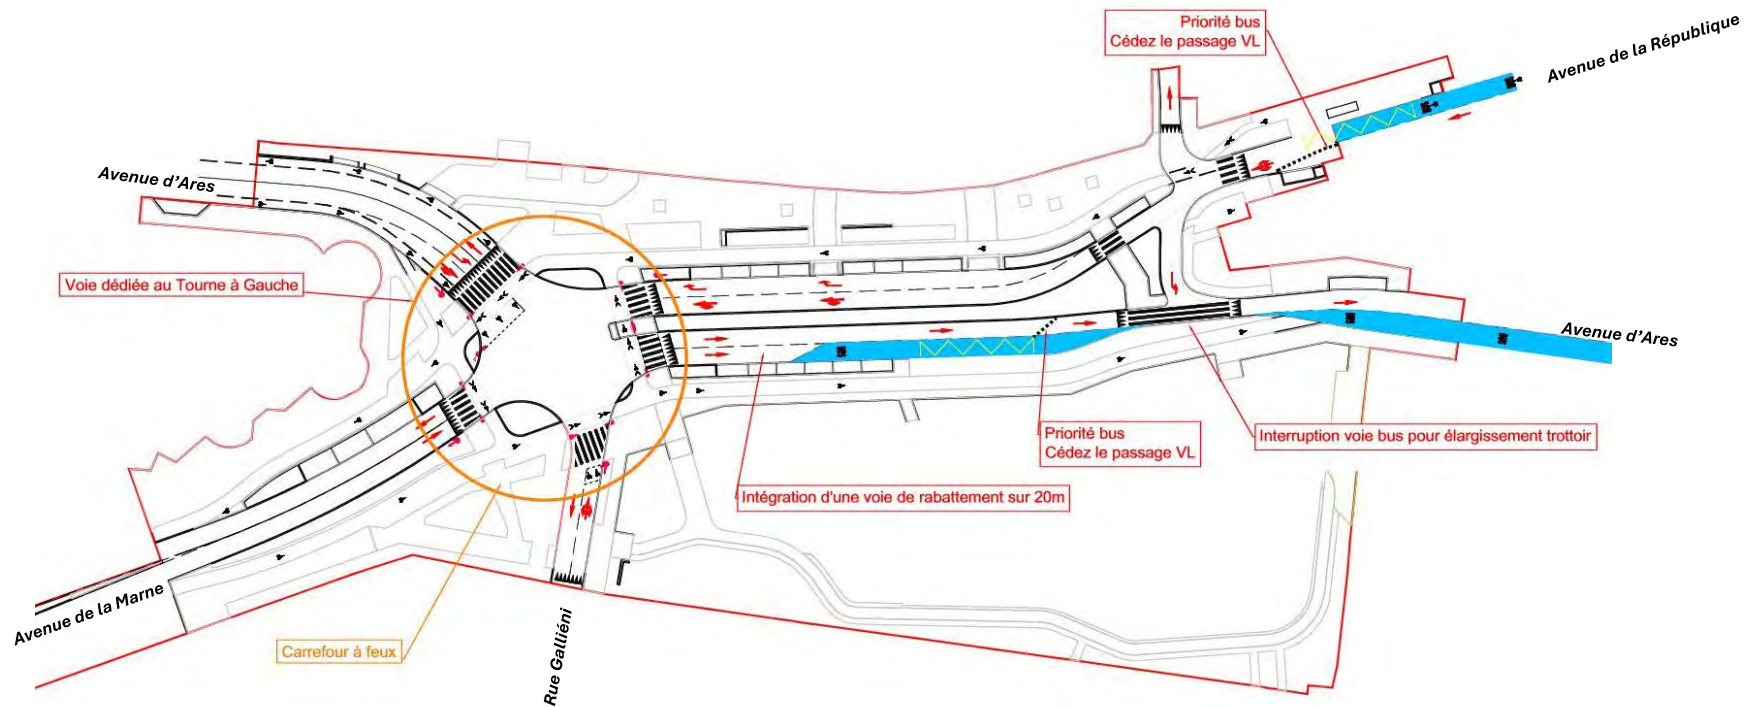 Priorité bus
Cédez le passage VL
Avenue de la République
Avenue d'Ares
Voie dédiée au Tourne à Gauche
Avenue d'Ares
Priorité bus
Cédez le passage VL
Interruption voie bus pour élargissement trottoir
Intégration d'une voie de rabattement sur 20m
Avenue de la Marne
Carrefour à feux
Rue Galliéni